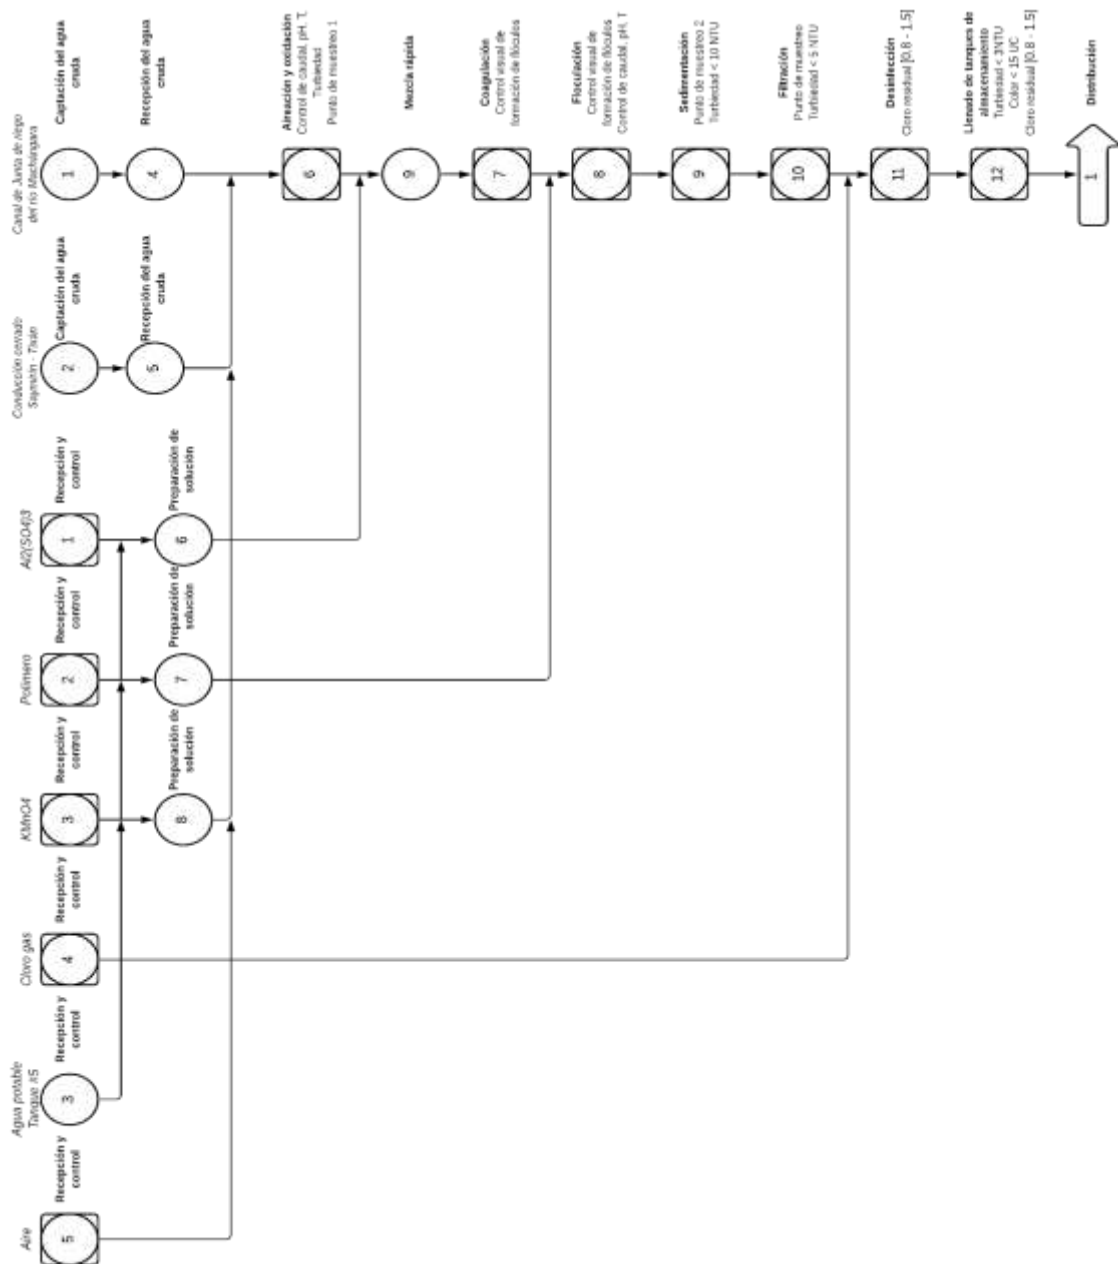 Aire
5
Recepción y
control
Agua potable
Tanque #5
3
Recepción y
control
Cloro gas
4
Recepción y
control
KMnO4
3
Recepción y
control
8
Preparación de
solución
Polímero
2
Recepción y
control
7
Preparación de
solución
Al2(SO4)3
1
Recepción y
control
6
Preparación de
solución
Conducción cerrado
Saymirín - Tixán
2
Captación del agua
cruda
5
Recepción del agua
cruda
Canal de Junta de riego
del río Machángara
1
Captación del agua
cruda
4
Recepción del agua
cruda
6
Aireación y oxidación
Control de caudal, pH, T,
Turbiedad
Punto de muestreo 1
9
Mezcla rápida
7
Coagulación
Control visual de
formación de flóculos
8
Floculación
Control visual de
formación de flóculos
Control de caudal, pH, T
9
Sedimentación
Punto de muestreo 2
Turbiedad < 10 NTU
10
Filtración
Punto de muestreo
Turbiedad < 5 NTU
11
Desinfección
Cloro residual [0.8 - 1.5]
12
Llenado de tanques de
almacenamiento
Turbiedad < 3NTU
Color < 15 UC
Cloro residual [0.8 - 1.5]
1
Distribución